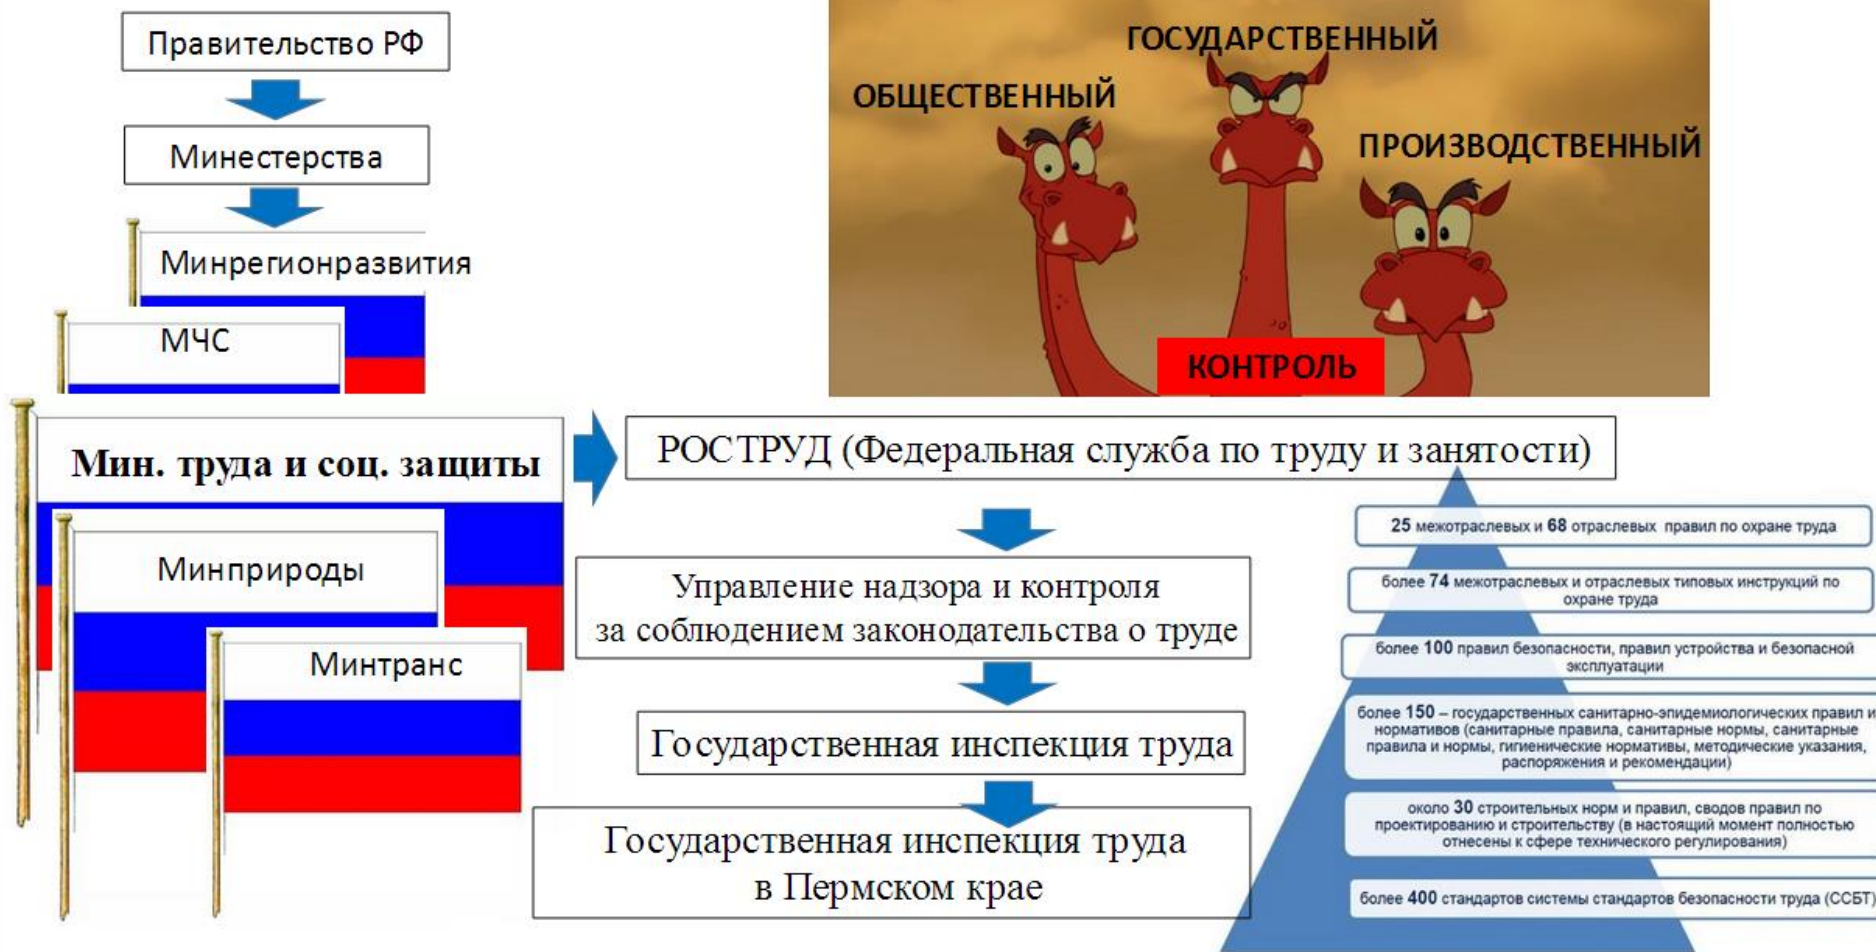 Правительство РФ
Минестерства
Минрегионразвития
МЧС
Мин. труда и соц. защиты
Минприроды
Минтранс
ОБЩЕСТВЕННЫЙ
ГОСУДАРСТВЕННЫЙ
ПРОИЗВОДСТВЕННЫЙ
КОНТРОЛЬ
РОСТРУД (Федеральная служба по труду и занятости)
Управление надзора и контроля
за соблюдением законодательства о труде
Государственная инспекция труда
Государственная инспекция труда
в Пермском крае
25 межотраслевых и 68 отраслевых правил по охране труда
более 74 межотраслевых и отраслевых типовых инструкций по
охране труда
более 100 правил безопасности, правил устройства и безопасной
эксплуатации
более 150 – государственных санитарно-эпидемиологических правил и
нормативов (санитарные правила, санитарные нормы, санитарные
правила и нормы, гигиенические нормативы, методические указания,
распоряжения и рекомендации)
около 30 строительных норм и правил, сводов правил по
проектированию и строительству (в настоящий момент полностью
отнесены к сфере технического регулирования)
более 400 стандартов системы стандартов безопасности труда (ССБТ)